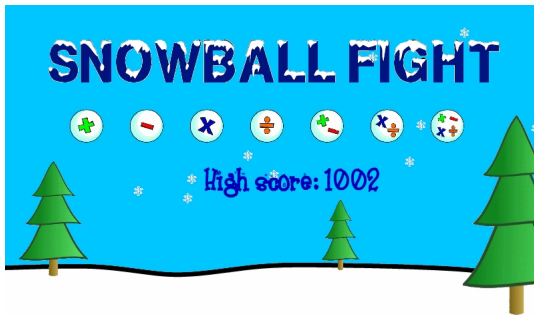 SNOWBALL FIGHT
+ - x ÷ +- x÷ +-x÷
High score: 1002